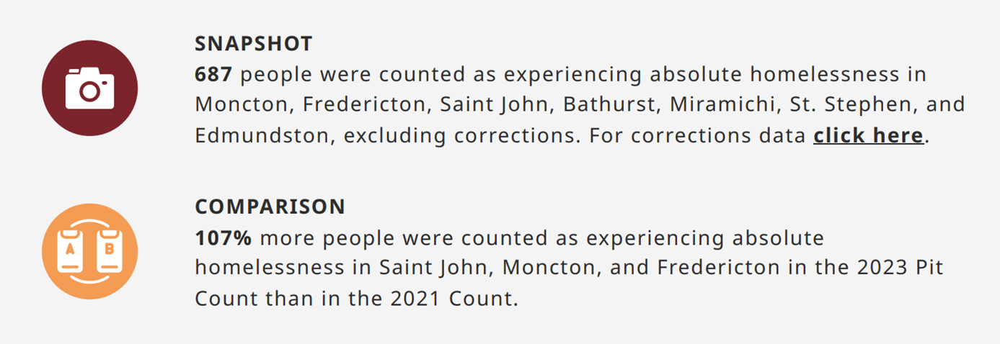 SNAPSHOT
687 people were counted as experiencing absolute homelessness in
Moncton, Fredericton, Saint John, Bathurst, Miramichi, St. Stephen, and
Edmundston, excluding corrections. For corrections data click here.
COMPARISON
A B
107% more people were counted as experiencing absolute
homelessness in Saint John, Moncton, and Fredericton in the 2023 Pit
Count than in the 2021 Count.